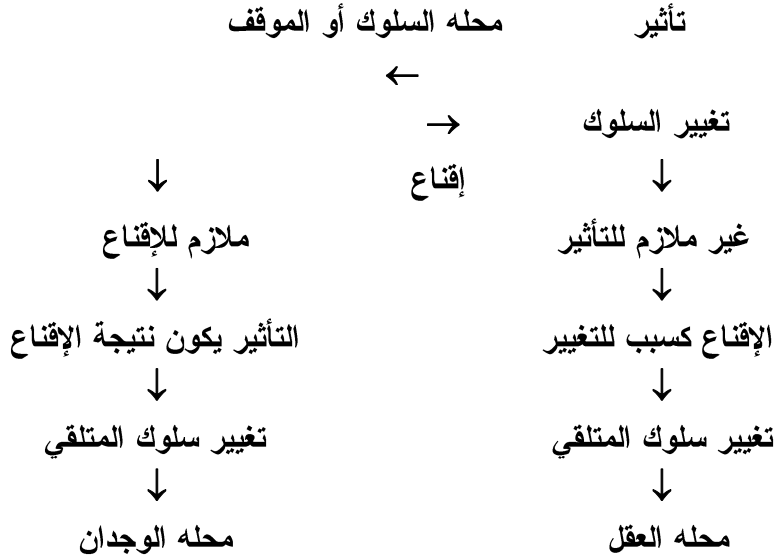 تأثير محله السلوك أو الموقف
←
تغيير السلوك →
↓ إقناع ↓
غير ملازم للتأثير ملازم للإقناع
↓ ↓
الإقناع كسبب للتغيير التأثير يكون نتيجة الإقناع
↓ ↓
تغيير سلوك المتلقي تغيير سلوك المتلقي
↓ ↓
محله العقل محله الوجدان